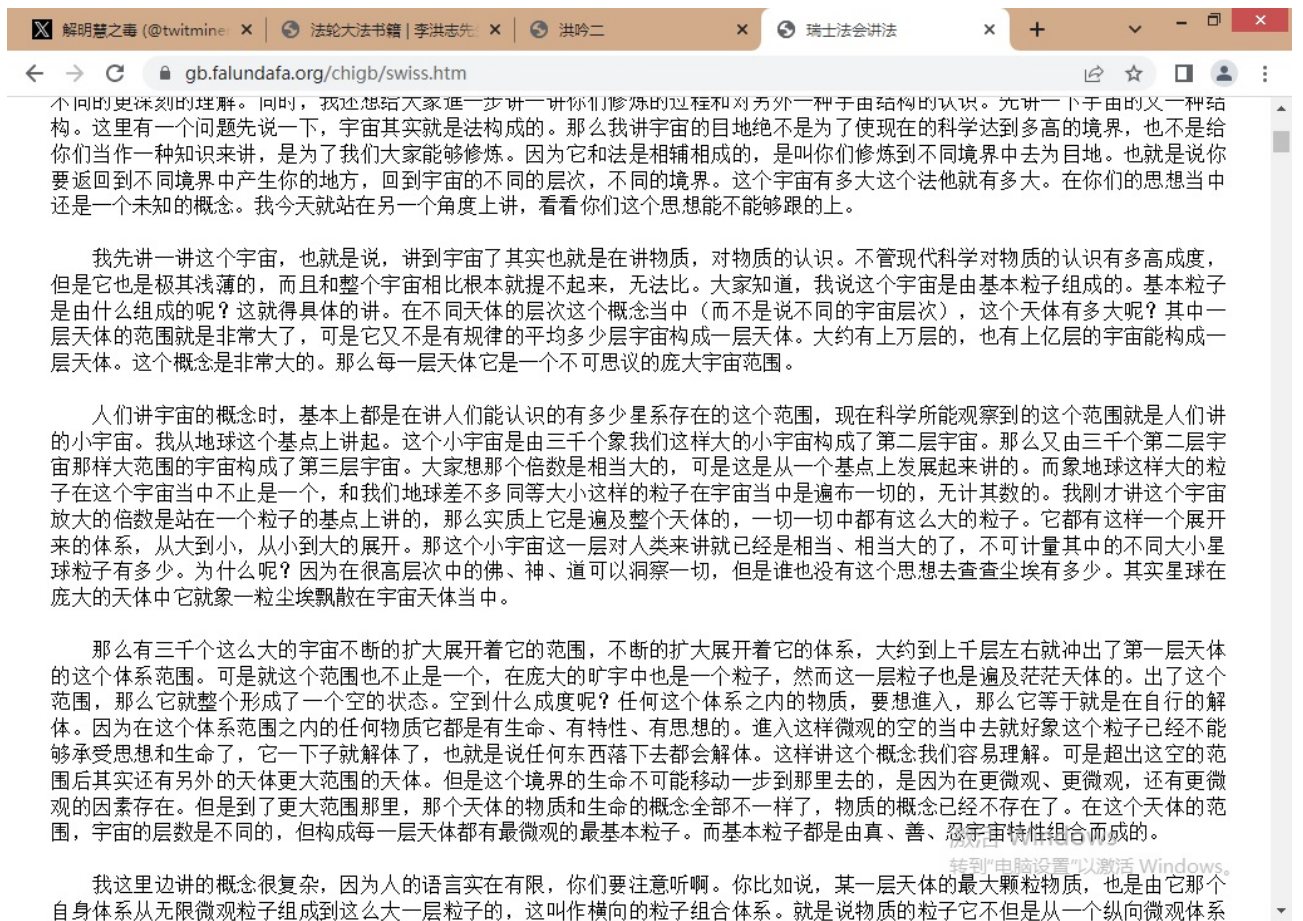 解明慧之毒 (@twitmine
法轮大法书籍 | 李洪志先
洪吟二
瑞士法会讲法
gb.falundafa.org/chigb/swiss.htm
不同的更深刻的理解。同时，我还想给大家進一步讲一讲你们修炼的过程和对另外一种宇宙结构的认识。先讲一下宇宙的又一种结
构。这里有一个问题先说一下，宇宙其实就是法构成的。那么我讲宇宙的目地绝不是为了使现在的科学达到多高的境界，也不是给
你们当作一种知识来讲，是为了我们大家能够修炼。因为它和法是相辅相成的，是叫你们修炼到不同境界中去为目地。也就是说你
要返回到不同境界中产生你的地方，回到宇宙的不同的层次，不同的境界。这个宇宙有多大这个法他就有多大。在你们的思想当中
还是一个未知的概念。我今天就站在另一个角度上讲，看看你们这个思想能不能够跟的上。
我先讲一讲这个宇宙，也就是说，讲到宇宙了其实也就是在讲物质，对物质的认识。不管现代科学对物质的认识有多高成度，
但是它也是极其浅薄的，而且和整个宇宙相比根本就提不起来，无法比。大家知道，我说这个宇宙是由基本粒子组成的。基本粒子
是由什么组成的呢？这就得具体的讲。在不同天体的层次这个概念当中（而不是说不同的宇宙层次），这个天体有多大呢？其中一
层天体的范围就是非常大了，可是它又不是有规律的平均多少层宇宙构成一层天体。大约有上万层的，也有上亿层的宇宙能构成一
层天体。这个概念是非常大的。那么每一层天体它是一个不可思议的庞大宇宙范围。
人们讲宇宙的概念时，基本上都是在讲人们能认识的有多少星系存在的这个范围，现在科学所能观察到的这个范围就是人们讲
的小宇宙。我从地球这个基点上讲起。这个小宇宙是由三千个象我们这样大的小宇宙构成了第二层宇宙。那么又由三千个第二层宇
宙那样大范围的宇宙构成了第三层宇宙。大家想那个倍数是相当大的，可是这是从一个基点上发展起来讲的。而象地球这样大的粒
子在这个宇宙当中不止是一个，和我们地球差不多同等大小这样的粒子在宇宙当中是遍布一切的，无计其数的。我刚才讲这个宇宙
放大的倍数是站在一个粒子的基点上讲的，那么实质上它是遍及整个天体的，一切一切中都有这么大的粒子。它都有这样一个展开
来的体系，从大到小，从小到大的展开。那这个小宇宙这一层对人类来讲就已经是相当、相当大的了，不可计量其中的不同大小星
球粒子有多少。为什么呢？因为在很高层次中的佛、神、道可以洞察一切，但是谁也没有这个思想去查查尘埃有多少。其实星球在
庞大的天体中它就象一粒尘埃飘散在宇宙天体当中。
那么有三千个这么大的宇宙不断的扩大展开着它的范围，不断的扩大展开着它的体系，大约到上千层左右就冲出了第一层天体
的这个体系范围。可是就这个范围也不止是一个，在庞大的旷宇中也是一个粒子，然而这一层粒子也是遍及茫茫天体的。出了这个
范围，那么它就整个形成了一个空的状态。空到什么成度呢？任何这个体系之内的物质，要想進入，那么它等于就是在自行的解
体。因为在这个体系范围之内的任何物质它都是有生命、有特性、有思想的。進入这样微观的空的当中去就好象这个粒子已经不能
够承受思想和生命了，它一下子就解体了，也就是说任何东西落下去都会解体。这样讲这个概念我们容易理解。可是超出这空的范
围后其实还有另外的天体更大范围的天体。但是这个境界的生命不可能移动一步到那里去的，是因为在更微观、更微观，还有更微
观的因素存在。但是到了更大范围那里，那个天体的物质和生命的概念全部不一样了，物质的概念已经不存在了。在这个天体的范
围，宇宙的层数是不同的，但构成每一层天体都有最微观的最基本粒子。而基本粒子都是由真、善、忍宇宙特性组合而成的。
激活 Windows
转到"电脑设置"以激活 Windows。
我这里边讲的概念很复杂，因为人的语言实在有限，你们要注意听啊。你比如说，某一层天体的最大颗粒物质，也是由它那个
自身体系从无限微观粒子组成到这么大一层粒子的，这叫作横向的粒子组合体系。就是说物质的粒子它不但是从一个纵向微观体系